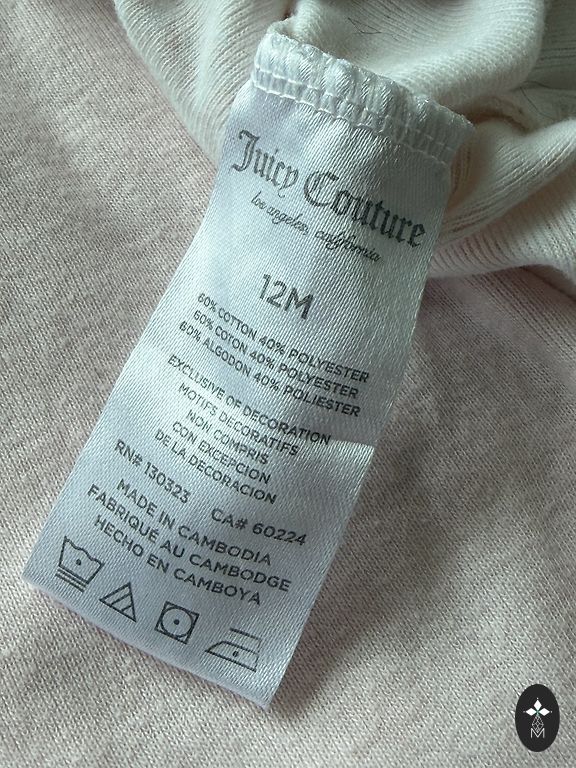 Juicy Couture
los angeles, california
12M
60% COTTON 40% POLYESTER
60% COTON 40% POLYESTER
60% ALGODON 40% POLIESTER
EXCLUSIVE OF DECORATION
MOTIFS DECORATIFS
NON COMPRIS
CON EXCEPCION
DE LA DECORACION
RN# 130323 CA# 60224
MADE IN CAMBODIA
FABRIQUÉ AU CAMBODGE
HECHO EN CAMBOYA
M